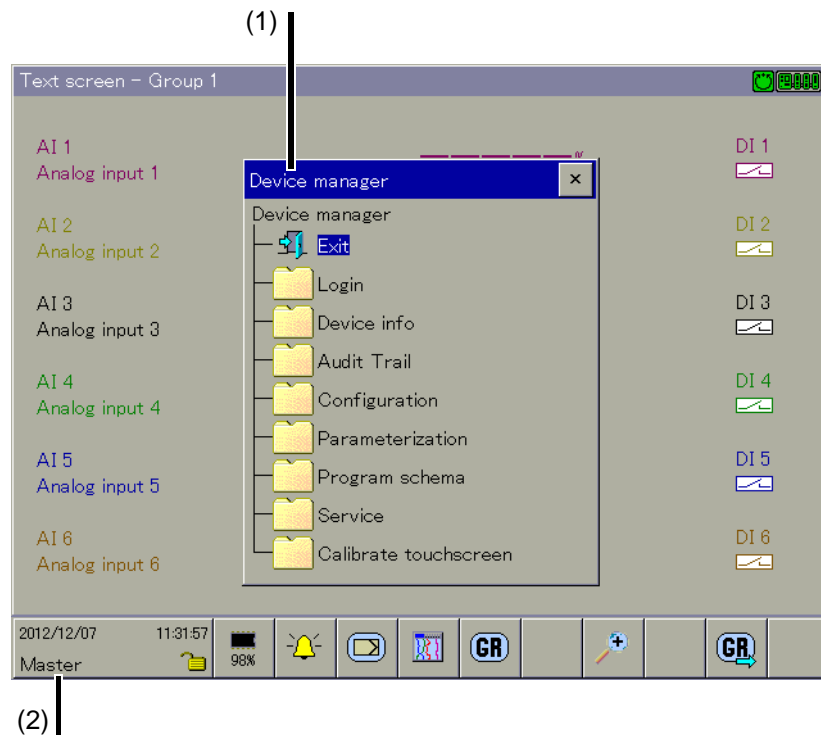 (1)
Text screen - Group 1
AI 1
Analog input 1
DI 1
AI 2
Analog input 2
DI 2
AI 3
Analog input 3
DI 3
AI 4
Analog input 4
DI 4
AI 5
Analog input 5
DI 5
AI 6
Analog input 6
DI 6
Device manager
×
Device manager
Exit
Login
Device info
Audit Trail
Configuration
Parameterization
Program schema
Service
Calibrate touchscreen
2012/12/07 11:31:57
Master
98%
GR
GR
(2)